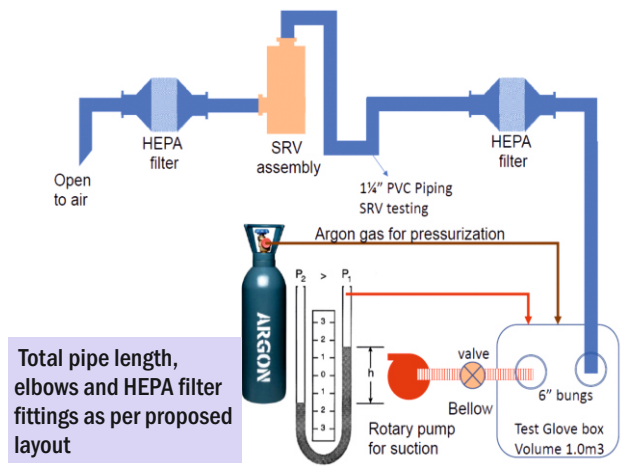 HEPA
filter
SRV
assembly
HEPA
filter
Open
to air
1¼" PVC Piping
SRV testing
Argon gas for pressurization
P2 > P1
ARGON
3
2
1
0
1
2
3
h
Total pipe length,
elbows and HEPA filter
fittings as per proposed
layout
valve
Bellow
Rotary pump
for suction
6" bungs
Test Glove box
Volume 1.0m3